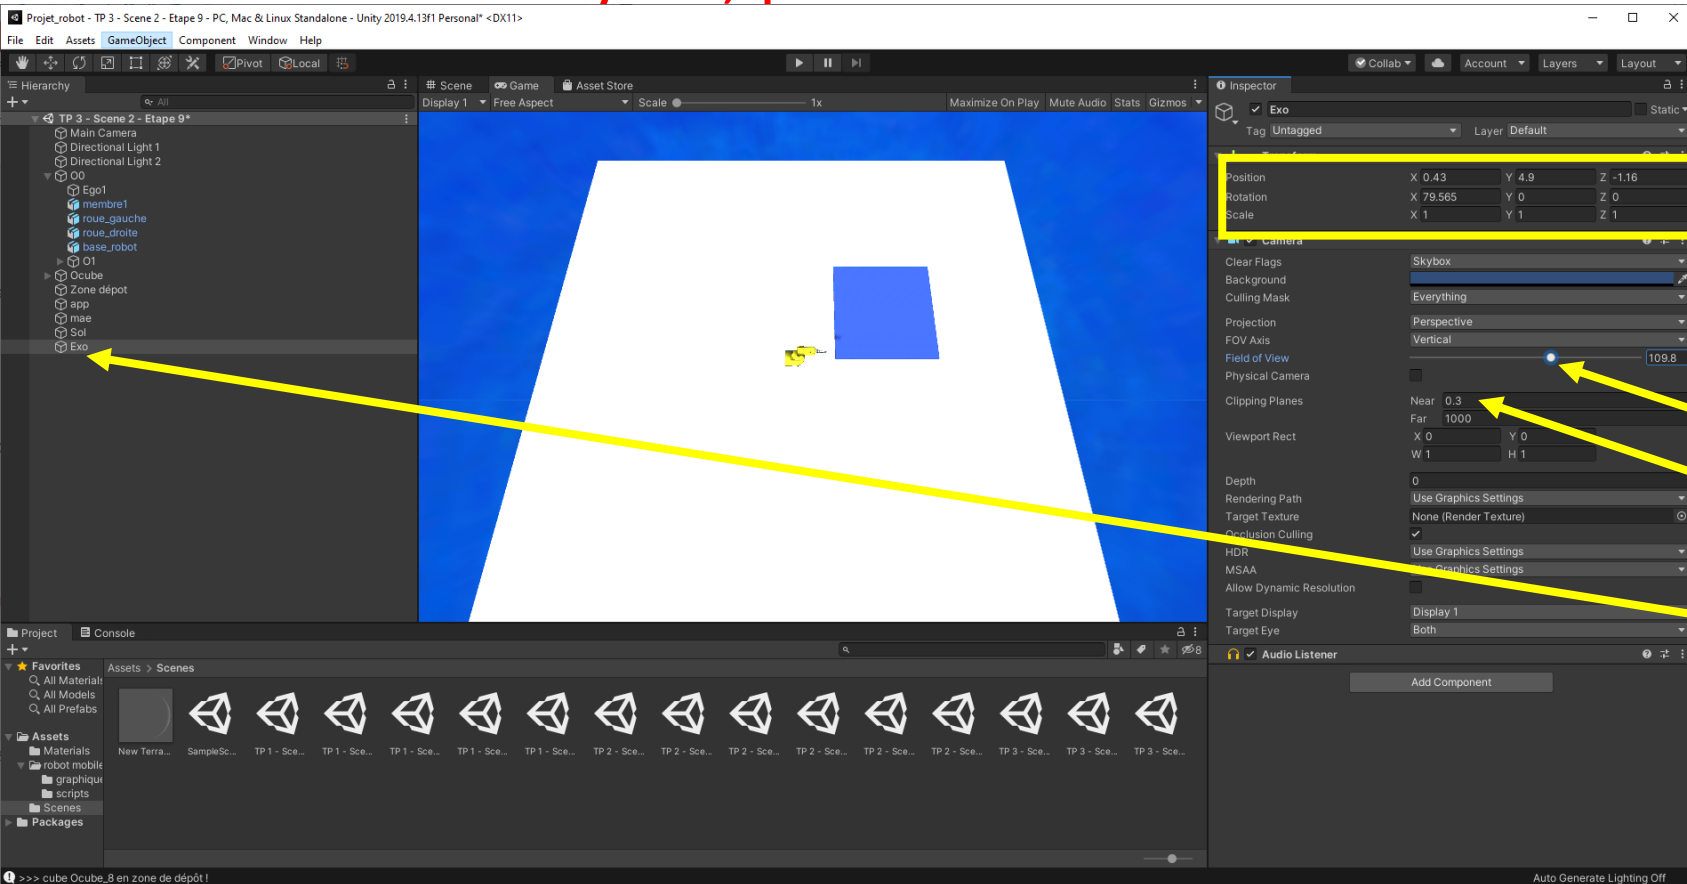 Projet_robot - TP 3 - Scene 2 - Etape 9 - PC, Mac & Linux Standalone - Unity 2019.4.13f1 Personal* <DX11>
File Edit Assets GameObject Component Window Help
Pivot Local Collab Account Layers Layout
Hierarchy
All
TP 3 - Scene 2 - Etape 9*
Main Camera
Directional Light 1
Directional Light 2
O0
Ego1
membre1
roue_gauche
roue_droite
base_robot
O1
Ocube
Zone dépot
app
mae
Sol
Exo
Scene Game Asset Store
Display 1 Free Aspect Scale 1x Maximize On Play Mute Audio Stats Gizmos
Inspector
Exo Static
Tag Untagged Layer Default
Position X 0.43 Y 4.9 Z -1.16
Rotation X 79.565 Y 0 Z 0
Scale X 1 Y 1 Z 1
Camera
Clear Flags Skybox
Background
Culling Mask Everything
Projection Perspective
FOV Axis Vertical
Field of View 109.8
Physical Camera
Clipping Planes Near 0.3
Far 1000
Viewport Rect X 0 Y 0
W 1 H 1
Depth 0
Rendering Path Use Graphics Settings
Target Texture None (Render Texture)
Occlusion Culling
HDR Use Graphics Settings
MSAA Use Graphics Settings
Allow Dynamic Resolution
Target Display Display 1
Target Eye Both
Audio Listener
Add Component
Project Console
8
Favorites
All Materials
All Models
All Prefabs
Assets
Materials
robot mobile
graphique
scripts
Scenes
Packages
Assets > Scenes
New Terra... SampleSc... TP 1 - Sce... TP 1 - Sce... TP 1 - Sce... TP 1 - Sce... TP 1 - Sce... TP 2 - Sce... TP 2 - Sce... TP 2 - Sce... TP 2 - Sce... TP 2 - Sce... TP 2 - Sce... TP 3 - Sce... TP 3 - Sce... TP 3 - Sce...
>>> cube Ocube_8 en zone de dépôt !
Auto Generate Lighting Off